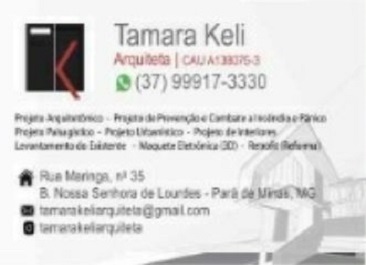 Tamara Keli
Arquiteta | CAU A138075-3
(37) 99917-3330
Projeto Arquitetônico - Projeto de Prevenção e Combate a Incêndio e Pânico
Projeto Paisagístico - Projeto Urbanístico - Projeto de Interiores
Levantamento do Existente - Maquete Eletrônica (3D) - Retrofit (Reforma)
Rua Maringa, nº 35
B. Nossa Senhora de Lourdes - Pará de Minas, MG
tamarakeliarquiteta@gmail.com
tamarakeliarquiteta